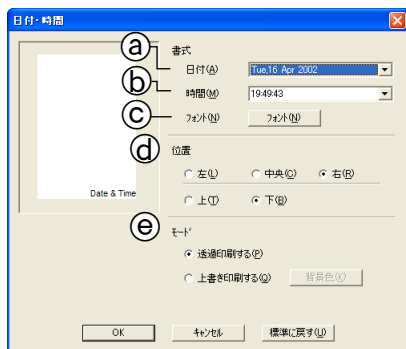 日付・時間
ⓐ
書式
日付(A) Tue,16 Apr 2002
ⓑ
時間(M) 19:49:43
ⓒ
フォント(N) フォント(N)
ⓓ
位置
左(L) 中央(C) 右(R)
上(T) 下(B)
Date & Time
ⓔ
モード
透過印刷する(P)
上書き印刷する(O) 背景色(K)
OK キャンセル 標準に戻す(U)